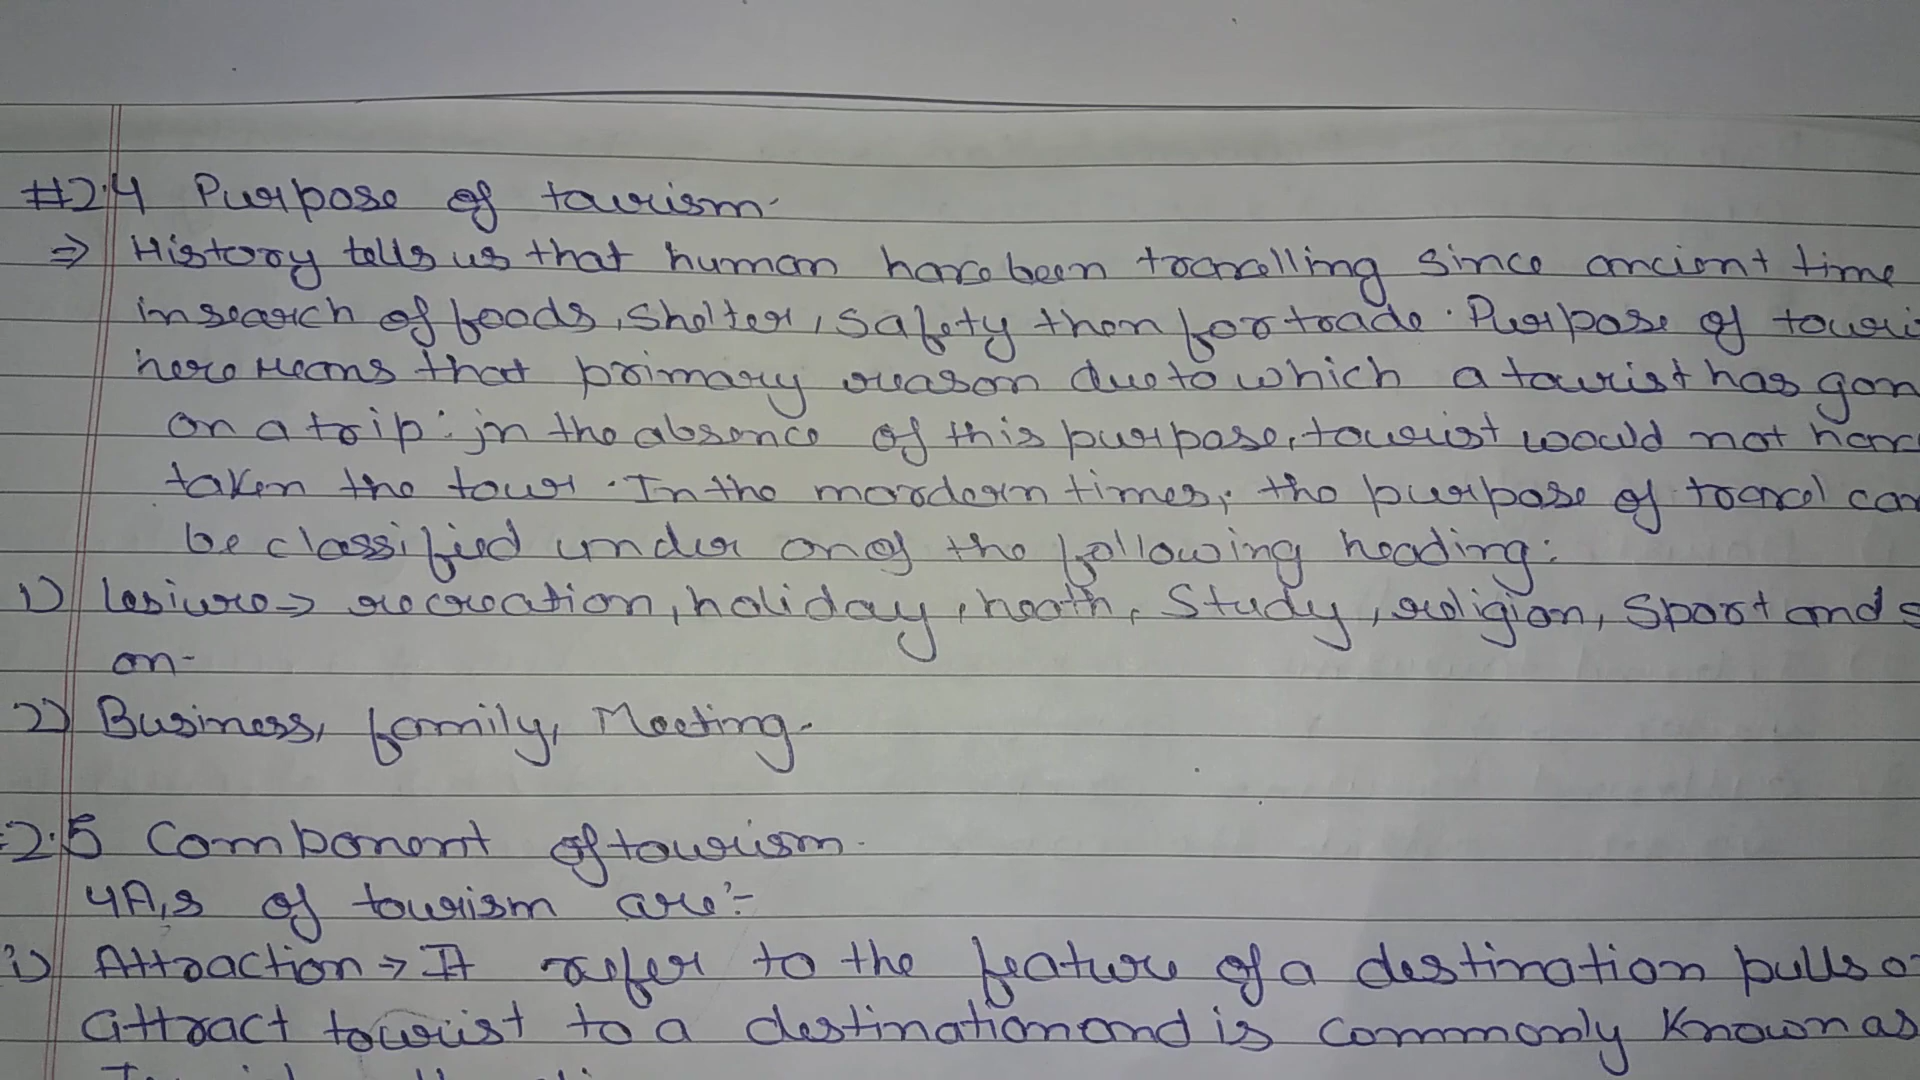 #2.4 Purpose of tourism.
⇒ History tells us that human have been travelling since ancient time
in search of foods, shelter, safety then for trade. Purpose of touri
here means that primary reason due to which a tourist has gon
on a trip. in the absence of this purpose, tourist would not hav
taken the tour. In the mordern times, the purpose of travel can
be classified under on of the following heading:
1) Lesiure → recreation, holiday, heath, Study, religion, Sport and s
on-
2) Business, family, Meeting.
2.5 Component of tourism.
4A,s of tourism are:-
i) Attraction → It refer to the feature of a destination pulls o
attract tourist to a destination and is commonly known as